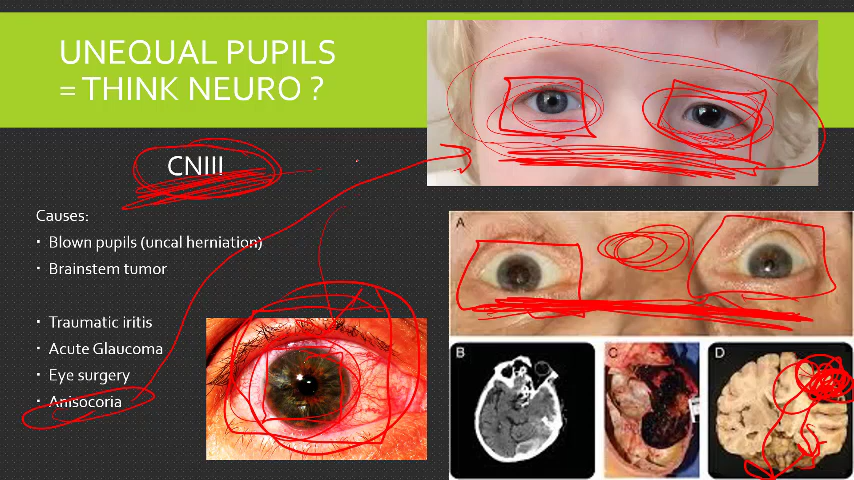 UNEQUAL PUPILS
= THINK NEURO ?
CNIII
Causes:
• Blown pupils (uncal herniation)
• Brainstem tumor
• Traumatic iritis
• Acute Glaucoma
• Eye surgery
• Anisocoria
A
B
C
D